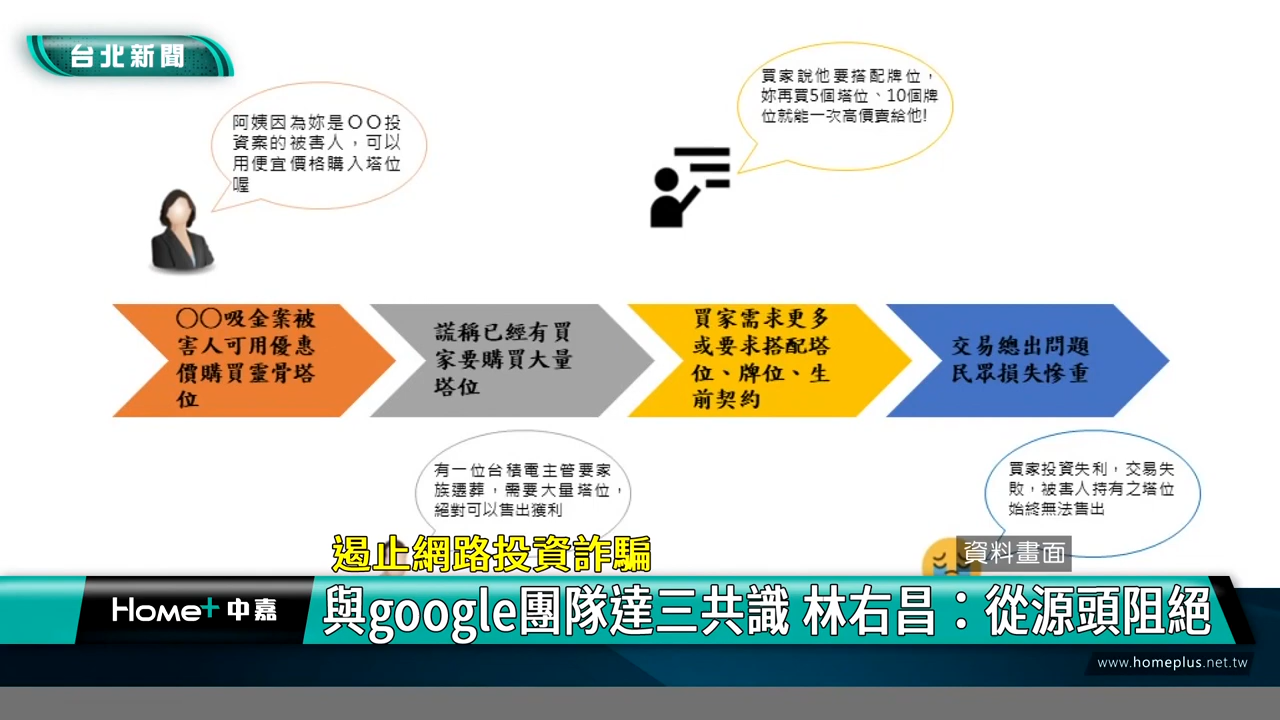 台北新聞
阿姨因為妳是〇〇投
資案的被害人，可以
用便宜價格購入塔位
喔
買家說他要搭配牌位，
妳再買5個塔位、10個牌
位就能一次高價賣給他!
〇〇吸金案被
害人可用優惠
價購買靈骨塔
位
謊稱已經有買
家要購買大量
塔位
買家需求更多
或要求搭配塔
位、牌位、生
前契約
交易總出問題
民眾損失慘重
有一位台積電主管要家
族遷葬，需要大量塔位，
絕對可以售出獲利
買家投資失利，交易失
敗，被害人持有之塔位
始終無法售出
遏止網路投資詐騙
資料畫面
Home+中嘉
與google團隊達三共識 林右昌：從源頭阻絕
www.homeplus.net.tw